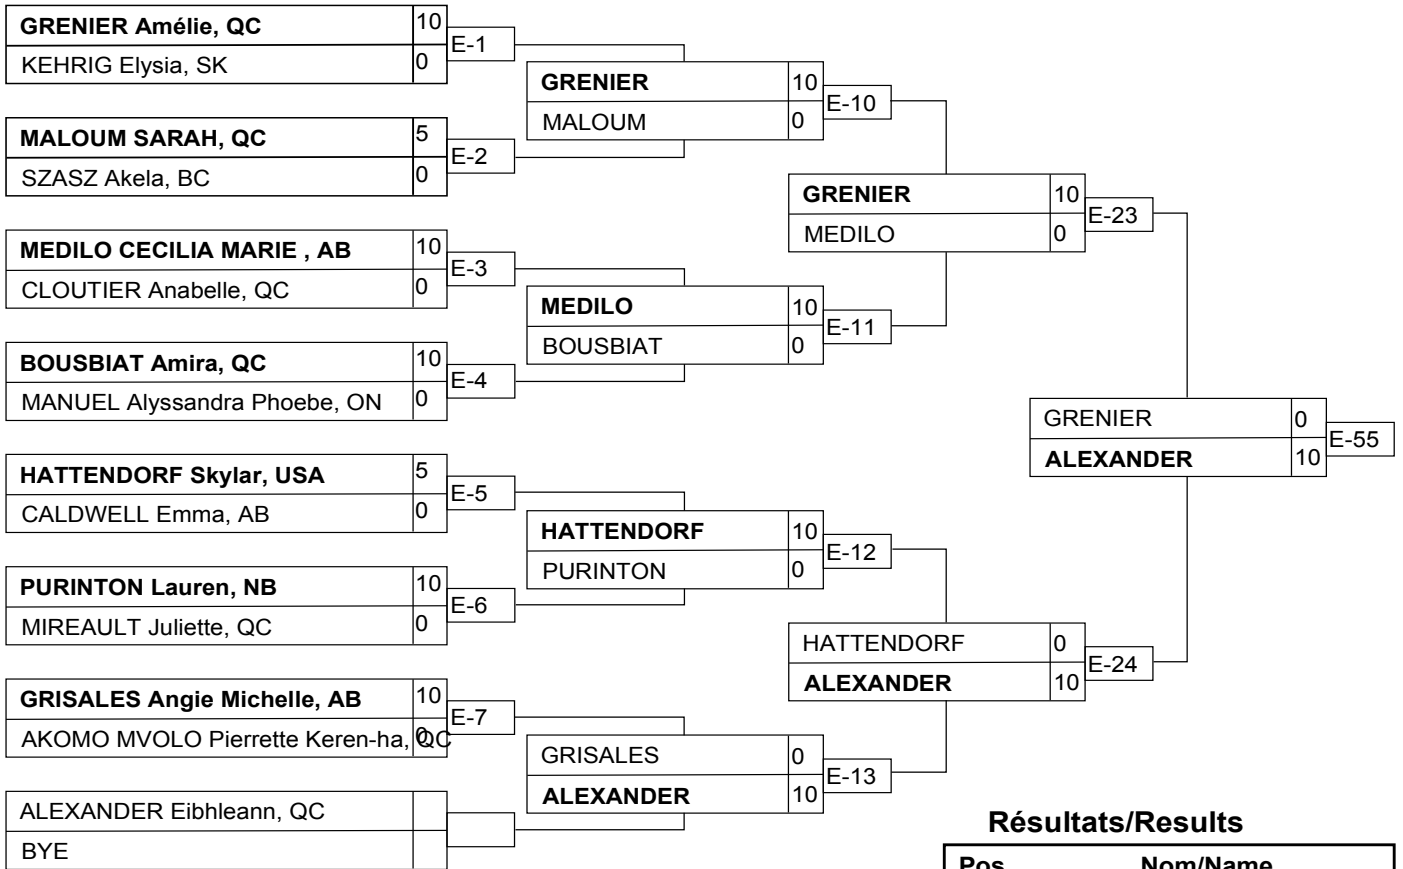 GRENIER Amélie, QC 10
KEHRIG Elysia, SK 0
E-1
MALOUM SARAH, QC 5
SZASZ Akela, BC 0
E-2
MEDILO CECILIA MARIE , AB 10
CLOUTIER Anabelle, QC 0
E-3
BOUSBIAT Amira, QC 10
MANUEL Alyssandra Phoebe, ON 0
E-4
HATTENDORF Skylar, USA 5
CALDWELL Emma, AB 0
E-5
PURINTON Lauren, NB 10
MIREAULT Juliette, QC 0
E-6
GRISALES Angie Michelle, AB 10
AKOMO MVOLO Pierrette Keren-ha, QC 0
E-7
ALEXANDER Eibhleann, QC
BYE
GRENIER 10
MALOUM 0
E-10
MEDILO 10
BOUSBIAT 0
E-11
HATTENDORF 10
PURINTON 0
E-12
GRISALES 0
ALEXANDER 10
E-13
GRENIER 10
MEDILO 0
E-23
HATTENDORF 0
ALEXANDER 10
E-24
GRENIER 0
ALEXANDER 10
E-55
Résultats/Results
Pos Nom/Name